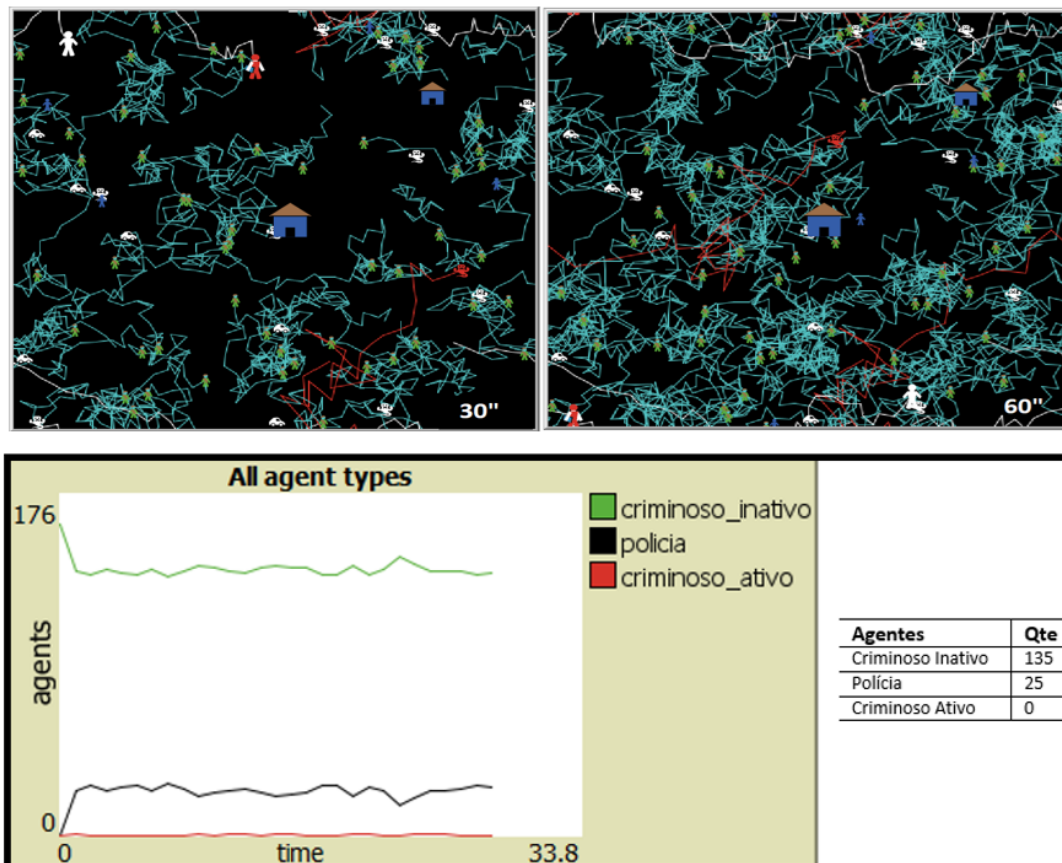 30"
60"
All agent types
176
agents
0
0
time
33.8
criminoso_inativo
policia
criminoso_ativo
Agentes Qte
Criminoso Inativo 135
Polícia 25
Criminoso Ativo 0